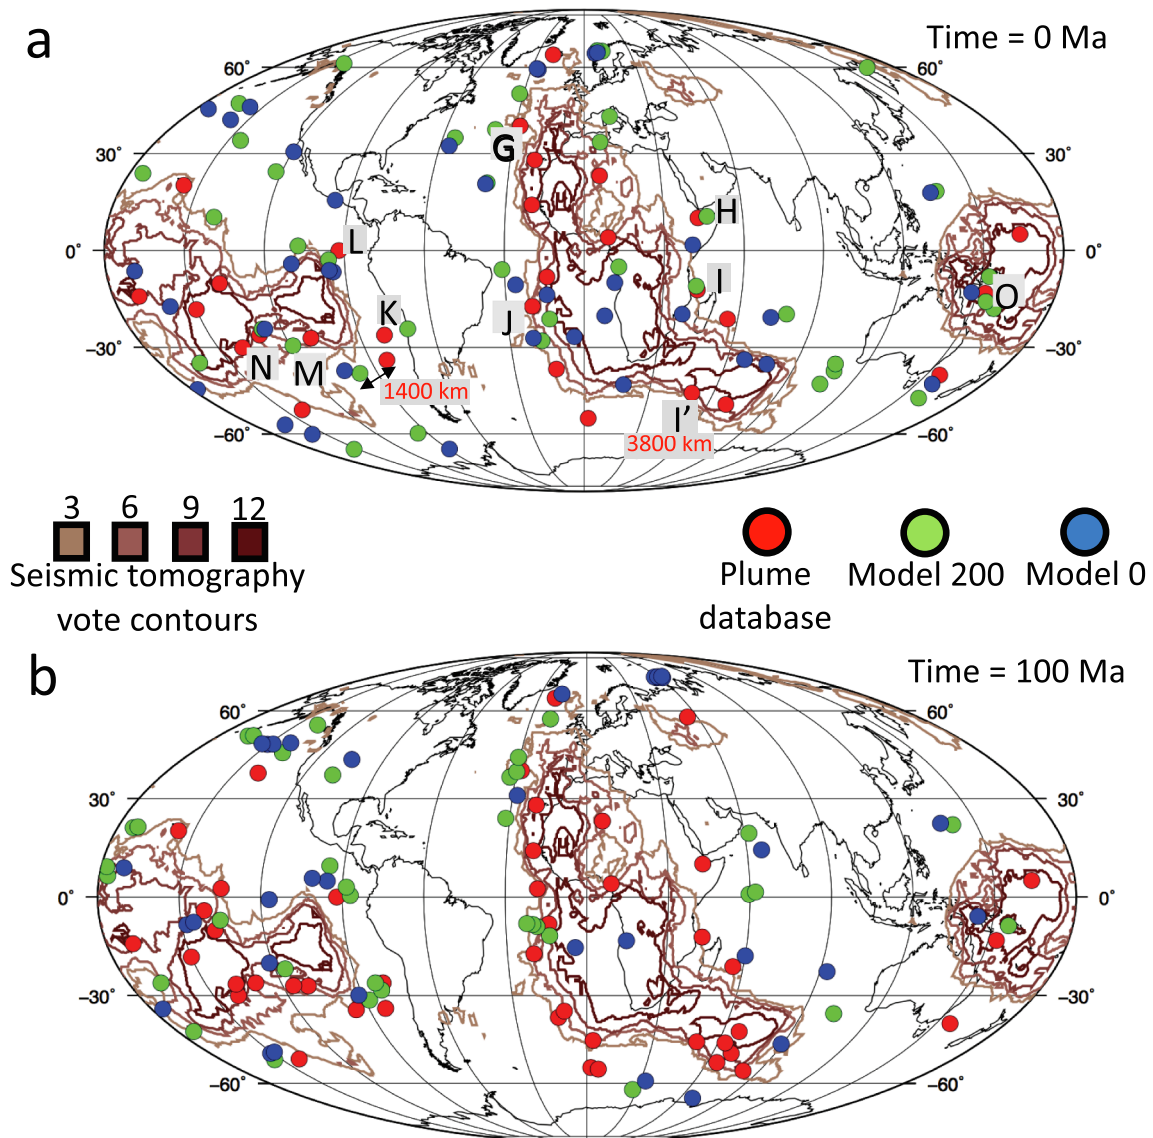 a
Time = 0 Ma
60°
60°
30°
30°
G
H
0°
0°
L
I
O
K
J
−30°
−30°
N
M
1400 km
I′
3800 km
−60°
−60°
3 6 9 12
Seismic tomography
vote contours
Plume
database
Model 200
Model 0
b
Time = 100 Ma
60°
60°
30°
30°
0°
0°
−30°
−30°
−60°
−60°